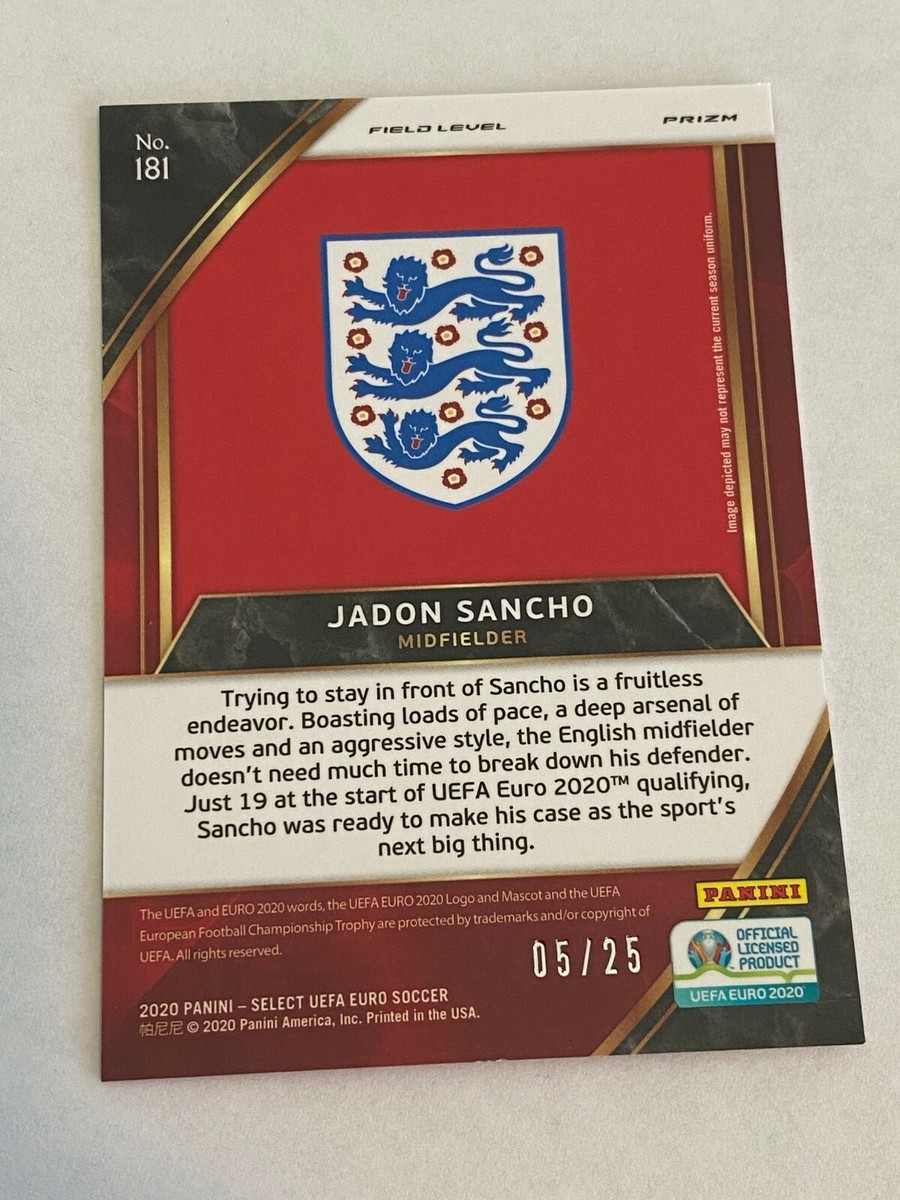 No.
181
FIELD LEVEL
PRIZM
Image depicted may not represent the current season uniform.
JADON SANCHO
MIDFIELDER
Trying to stay in front of Sancho is a fruitless
endeavor. Boasting loads of pace, a deep arsenal of
moves and an aggressive style, the English midfielder
doesn't need much time to break down his defender.
Just 19 at the start of UEFA Euro 2020™ qualifying,
Sancho was ready to make his case as the sport's
next big thing.
The UEFA and EURO 2020 words, the UEFA EURO 2020 Logo and Mascot and the UEFA
European Football Championship Trophy are protected by trademarks and/or copyright of
UEFA. All rights reserved.
05/25
PANINI
OFFICIAL
LICENSED
PRODUCT
UEFA EURO 2020
2020 PANINI – SELECT UEFA EURO SOCCER
帕尼尼 © 2020 Panini America, Inc. Printed in the USA.